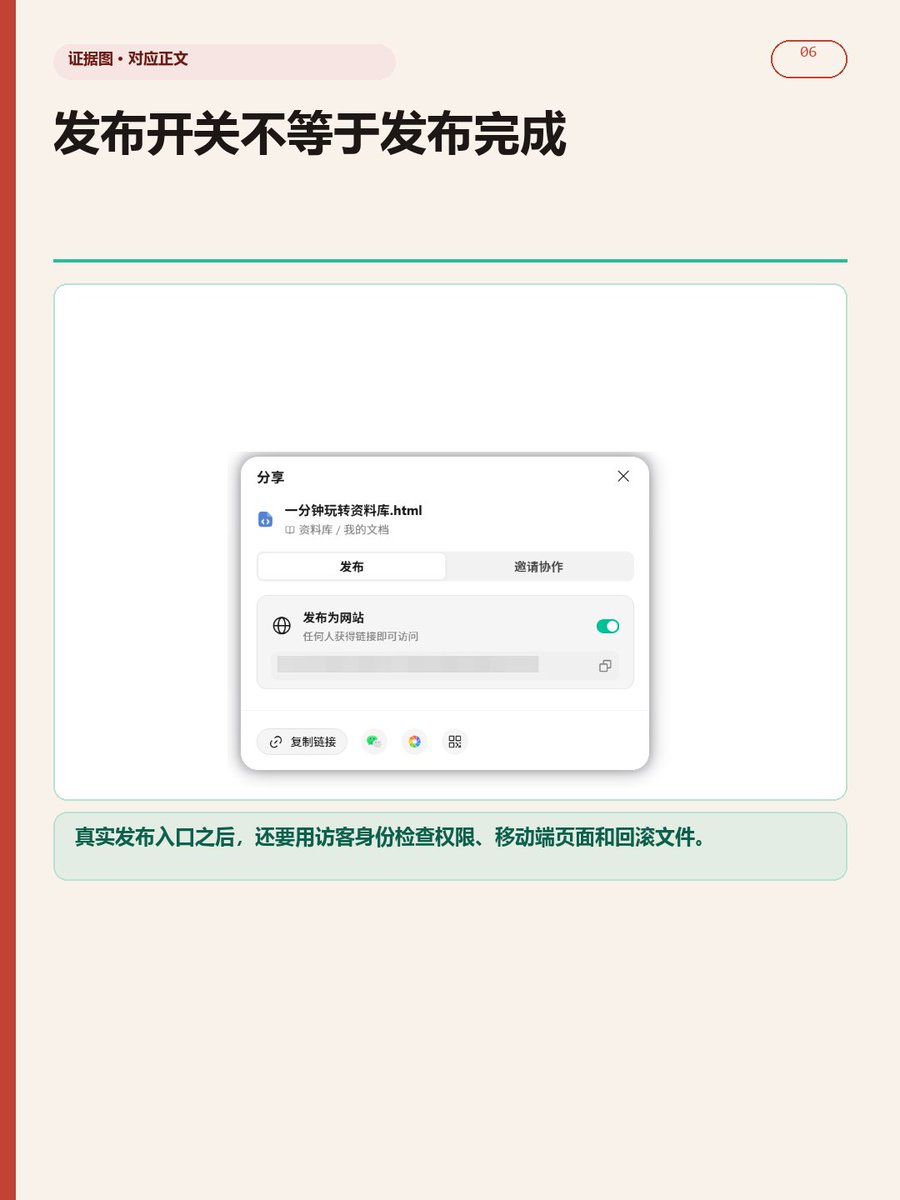 证据图·对应正文
06
发布开关不等于发布完成
分享
一分钟玩转资料库.html
资料库 / 我的文档
发布
邀请协作
发布为网站
任何人获得链接即可访问
复制链接
真实发布入口之后，还要用访客身份检查权限、移动端页面和回滚文件。